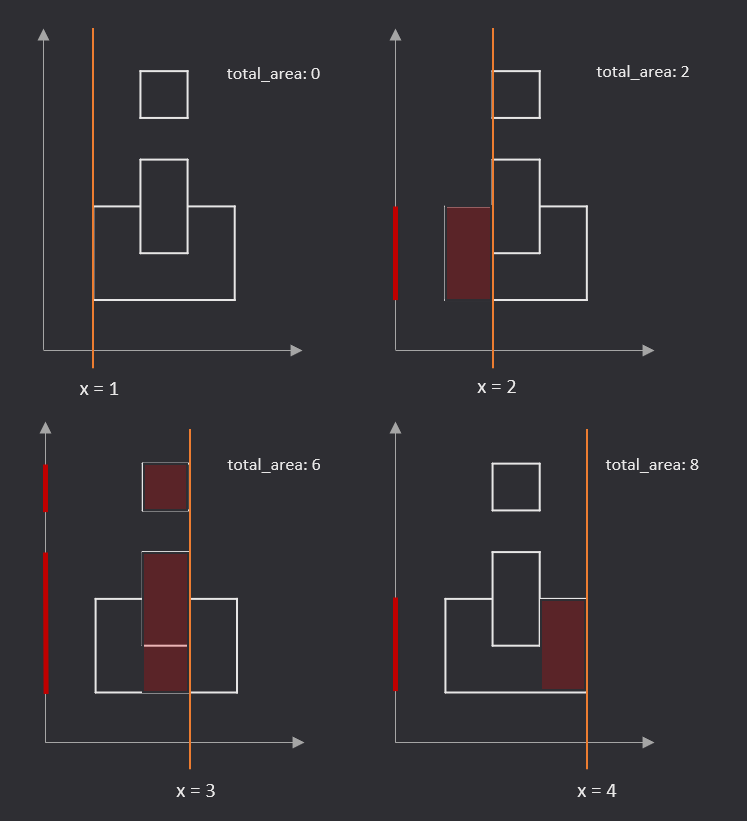 total_area: 0
x = 1
total_area: 2
x = 2
total_area: 6
x = 3
total_area: 8
x = 4